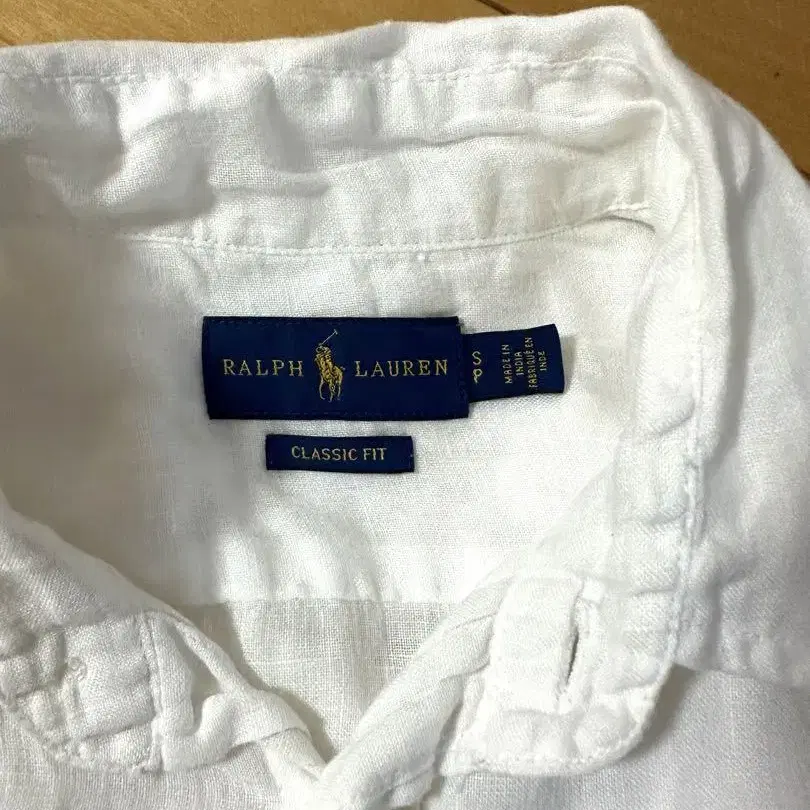 RALPH LAUREN
S
P
MADE IN
INDIA
FABRIQUÉ EN
INDE
CLASSIC FIT